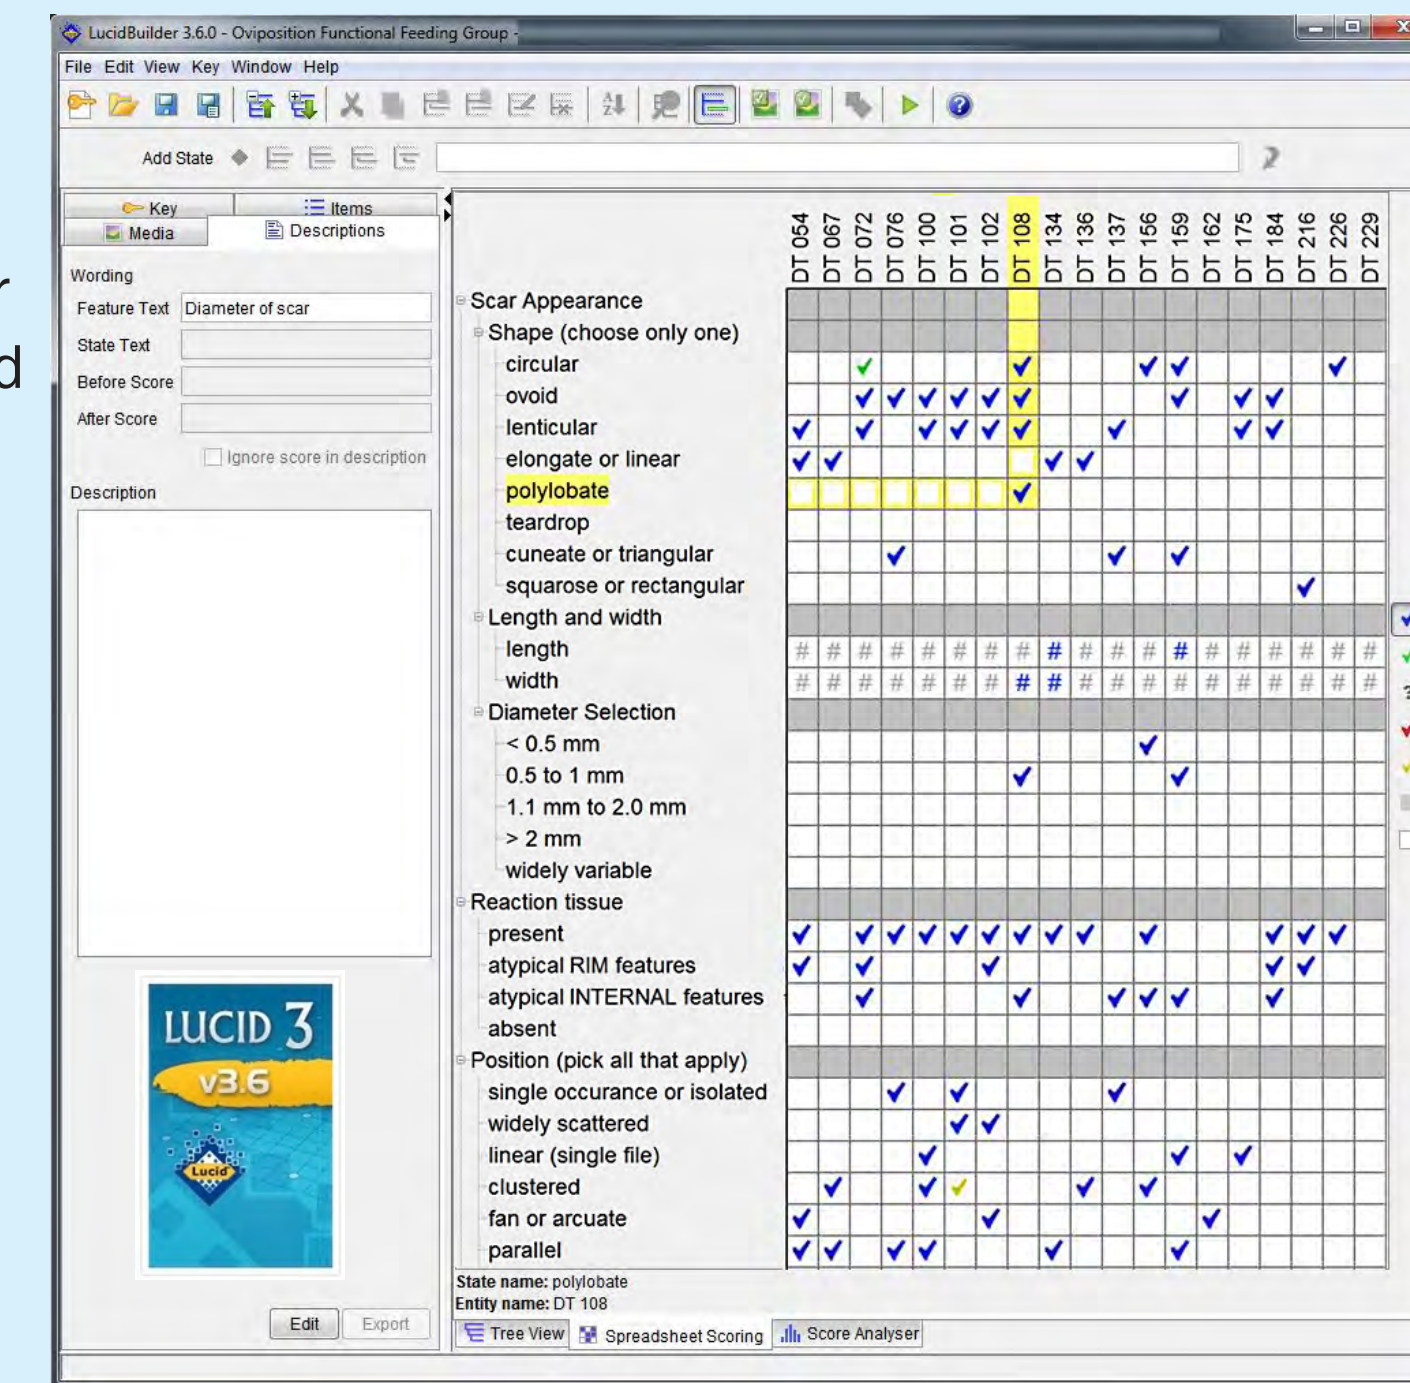 r
d
LucidBuilder 3.6.0 - Oviposition Functional Feeding Group -
File Edit View Key Window Help
Add State
Key Items
Media Descriptions
Wording
Feature Text Diameter of scar
State Text
Before Score
After Score
Ignore score in description
Description
LUCID 3
v3.6
Lucid
Edit Export
DT 054 DT 067 DT 072 DT 076 DT 100 DT 101 DT 102 DT 108 DT 134 DT 136 DT 137 DT 156 DT 159 DT 162 DT 175 DT 184 DT 216 DT 226 DT 229
Scar Appearance
Shape (choose only one)
circular
ovoid
lenticular
elongate or linear
polylobate
teardrop
cuneate or triangular
squarose or rectangular
Length and width
length # # # # # # # # # # # # # # # # # # #
width # # # # # # # # # # # # # # # # # # #
Diameter Selection
< 0.5 mm
0.5 to 1 mm
1.1 mm to 2.0 mm
> 2 mm
widely variable
Reaction tissue
present
atypical RIM features
atypical INTERNAL features
absent
Position (pick all that apply)
single occurance or isolated
widely scattered
linear (single file)
clustered
fan or arcuate
parallel
State name: polylobate
Entity name: DT 108
Tree View Spreadsheet Scoring Score Analyser